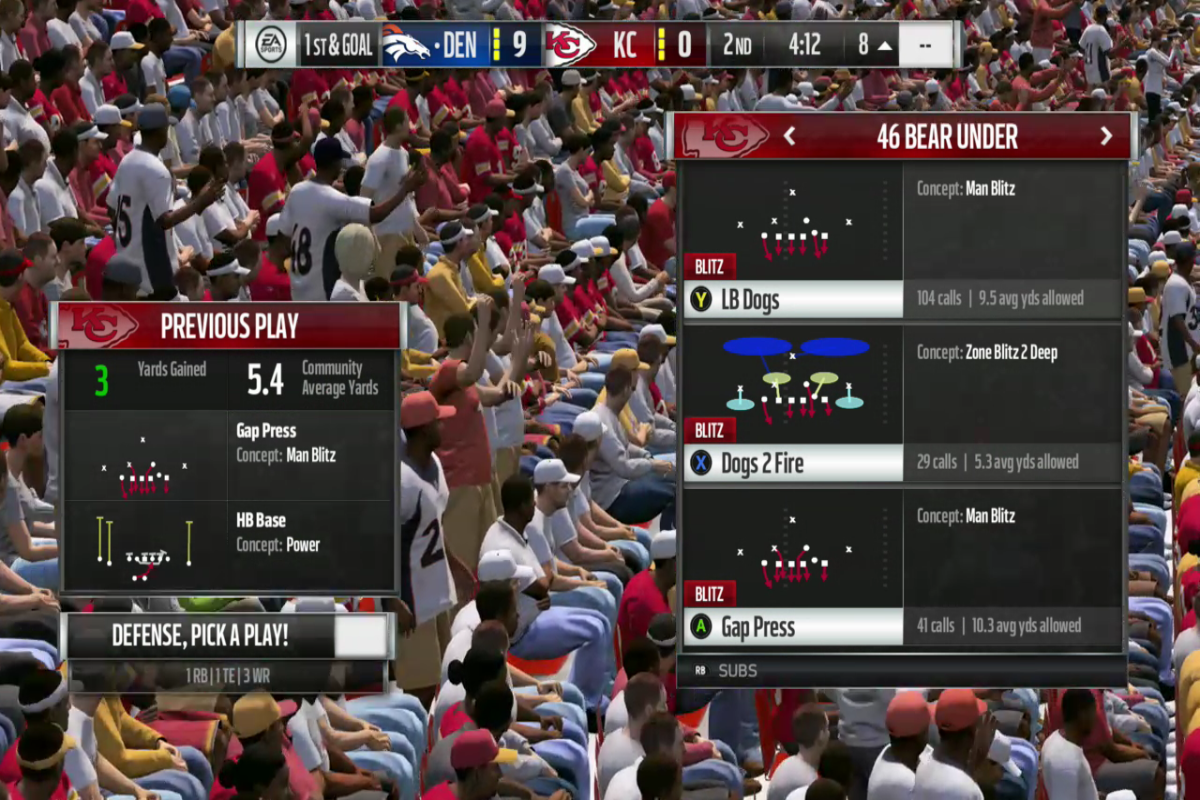 EA SPORTS 1ST & GOAL DEN 9 KC 0 2ND 4:12 8 --
46 BEAR UNDER
Concept: Man Blitz
BLITZ
Y LB Dogs 104 calls | 9.5 avg yds allowed
Concept: Zone Blitz 2 Deep
BLITZ
X Dogs 2 Fire 29 calls | 5.3 avg yds allowed
Concept: Man Blitz
BLITZ
A Gap Press 41 calls | 10.3 avg yds allowed
RB SUBS
PREVIOUS PLAY
3 Yards Gained 5.4 Community
Average Yards
Gap Press
Concept: Man Blitz
HB Base
Concept: Power
DEFENSE, PICK A PLAY!
1 RB | 1 TE | 3 WR